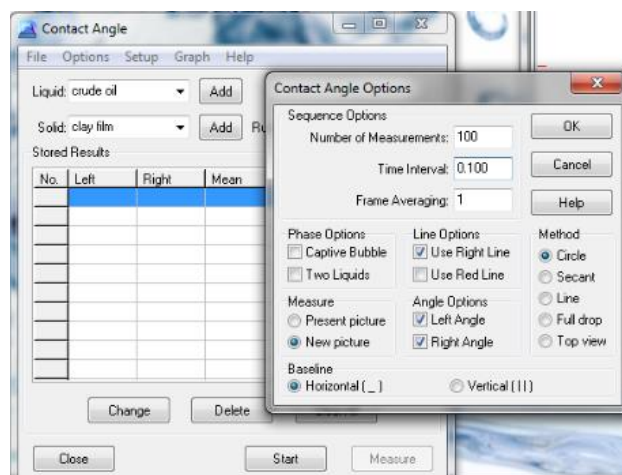 Contact Angle
File Options Setup Graph Help
Liquid: crude oil Add
Solid: clay film Add
Stored Results
No. Left Right Mean
Change Delete
Close Start Measure
Contact Angle Options
Sequence Options
Number of Measurements: 100
Time Interval: 0.100
Frame Averaging: 1
OK
Cancel
Help
Phase Options
Captive Bubble
Two Liquids
Line Options
Use Right Line
Use Red Line
Method
Circle
Secant
Line
Full drop
Top view
Measure
Present picture
New picture
Angle Options
Left Angle
Right Angle
Baseline
Horizontal ( _ ) Vertical ( | | )